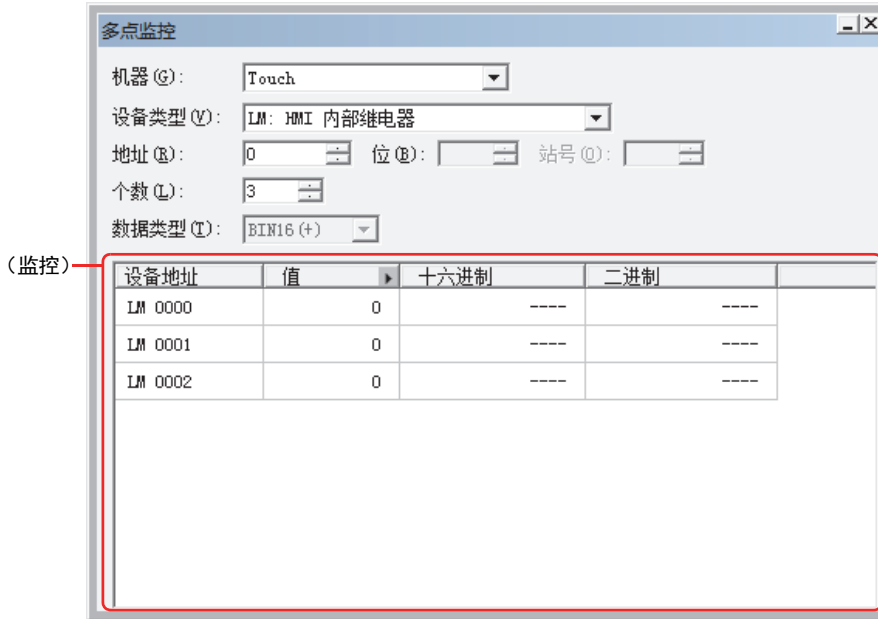 多点监控
机器(G): Touch
设备类型(V): LM: HMI 内部继电器
地址(R): 0 位(B): 站号(O):
个数(L): 3
数据类型(T): BIN16(+)
(监控)
设备地址 值 十六进制 二进制
LM 0000 0 ---- ----
LM 0001 0 ---- ----
LM 0002 0 ---- ----